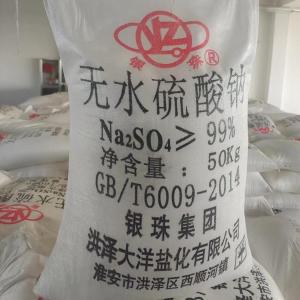 银珠®
无水硫酸钠
Na₂SO₄≥99%
净含量：50Kg
GB/T6009-2014
银珠集团
洪泽大洋盐化有限公司
淮安市洪泽区西顺河镇